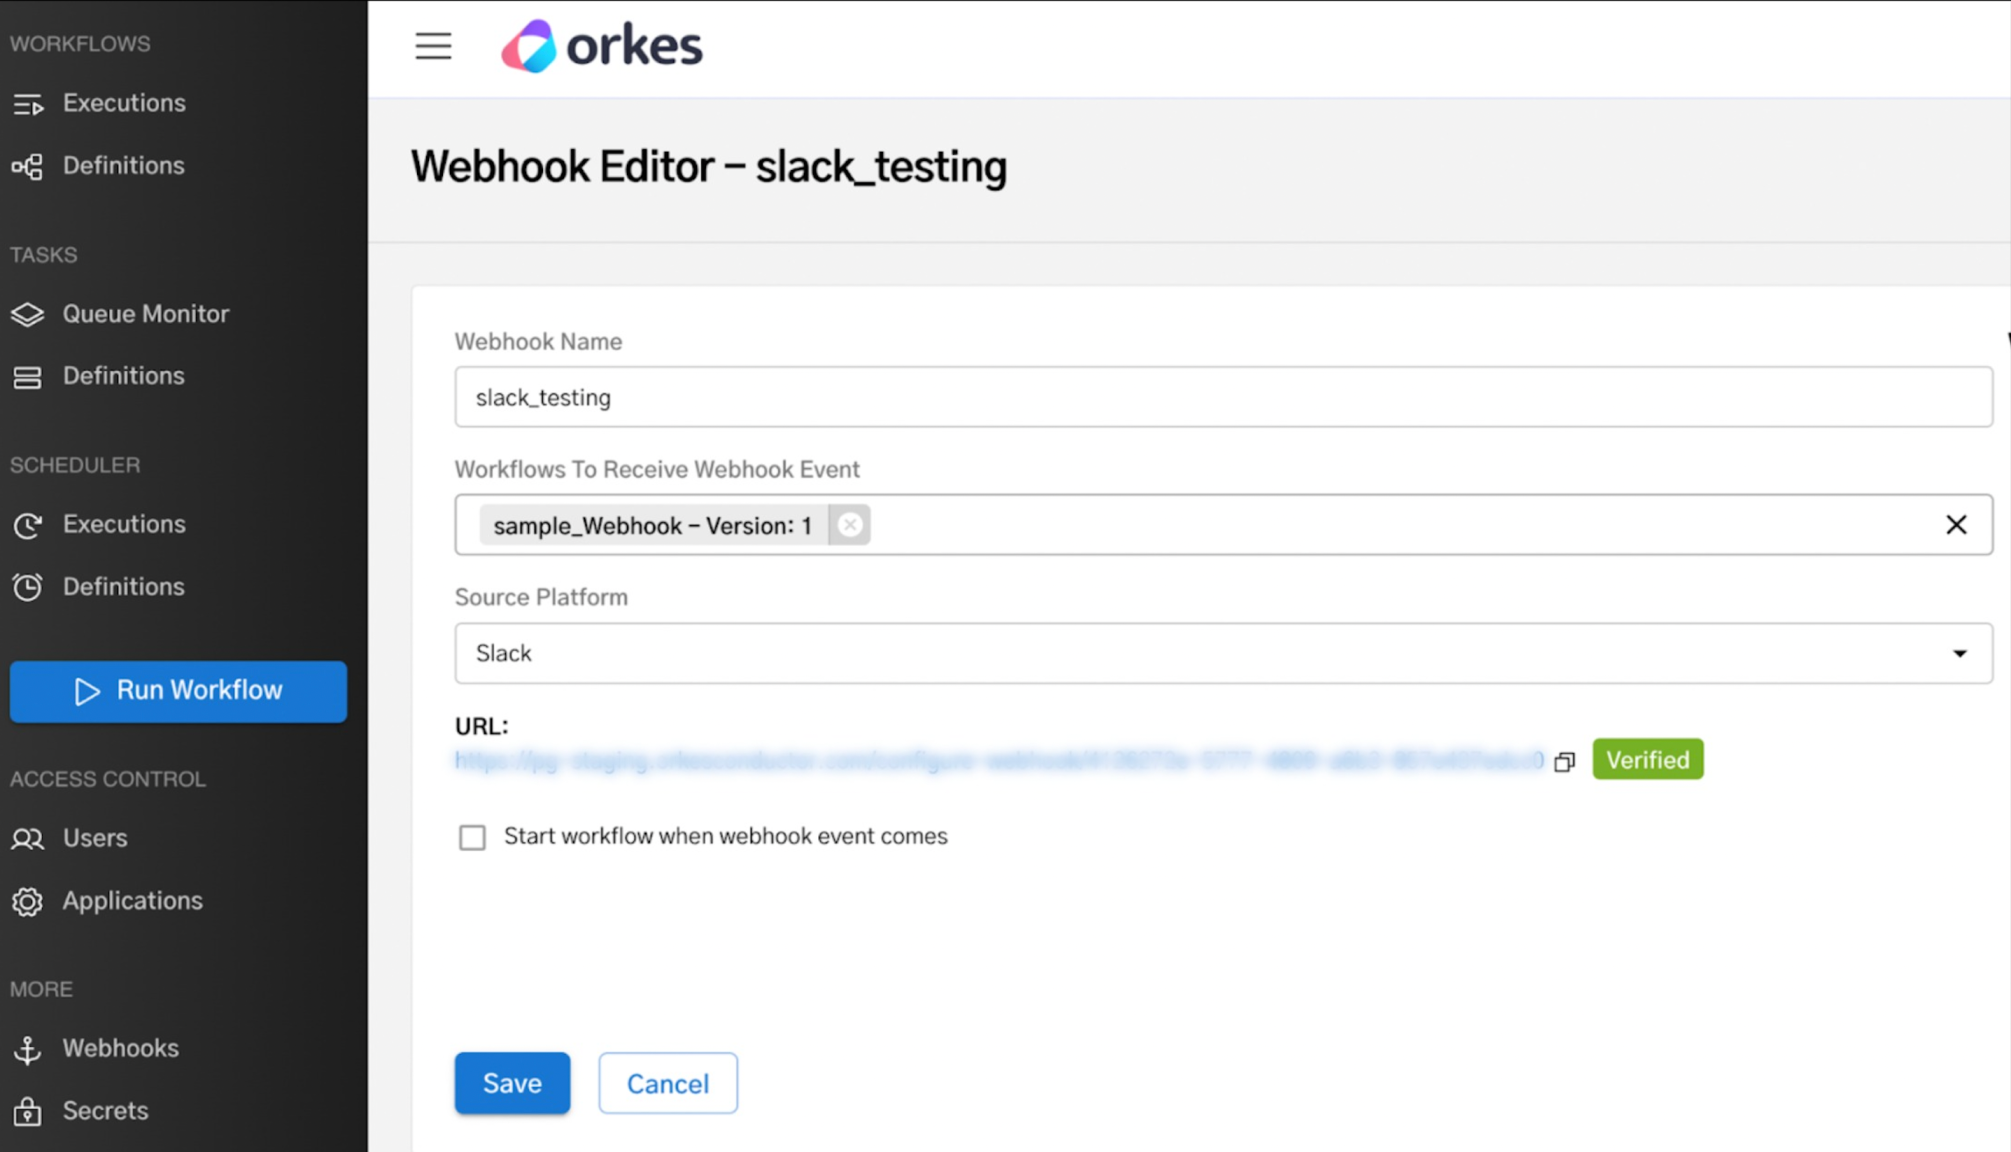 WORKFLOWS
Executions
Definitions
TASKS
Queue Monitor
Definitions
SCHEDULER
Executions
Definitions
Run Workflow
ACCESS CONTROL
Users
Applications
MORE
Webhooks
Secrets
orkes
Webhook Editor – slack_testing
Webhook Name
slack_testing
Workflows To Receive Webhook Event
sample_Webhook – Version: 1
Source Platform
Slack
URL:
Verified
Start workflow when webhook event comes
Save
Cancel